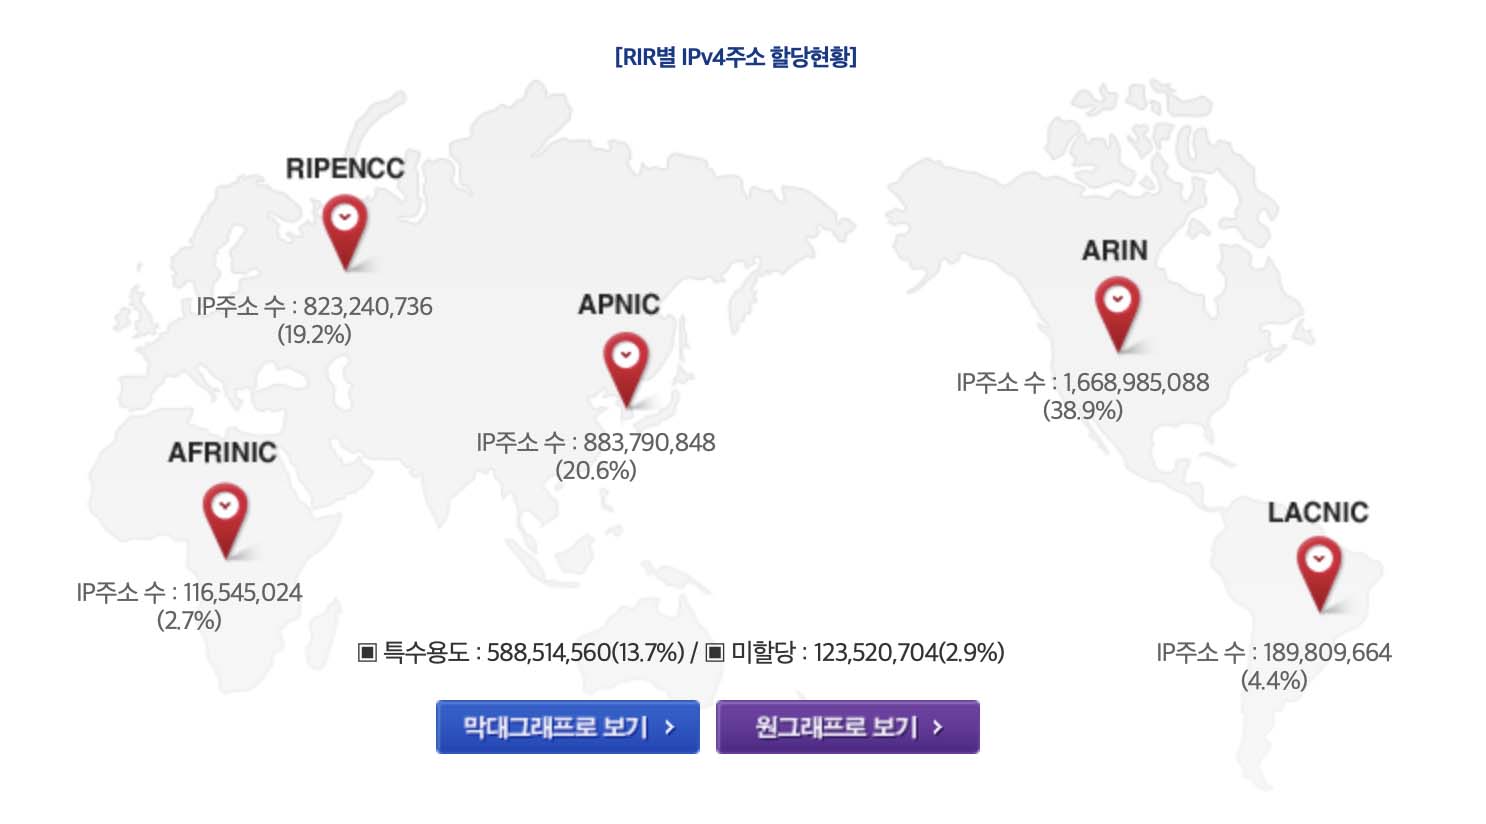 [RIR별 IPv4주소 할당현황]
RIPENCC
IP주소 수 : 823,240,736
(19.2%)
APNIC
IP주소 수 : 883,790,848
(20.6%)
ARIN
IP주소 수 : 1,668,985,088
(38.9%)
AFRINIC
IP주소 수 : 116,545,024
(2.7%)
LACNIC
IP주소 수 : 189,809,664
(4.4%)
▣ 특수용도 : 588,514,560(13.7%) / ▣ 미할당 : 123,520,704(2.9%)
막대그래프로 보기 >
원그래프로 보기 >